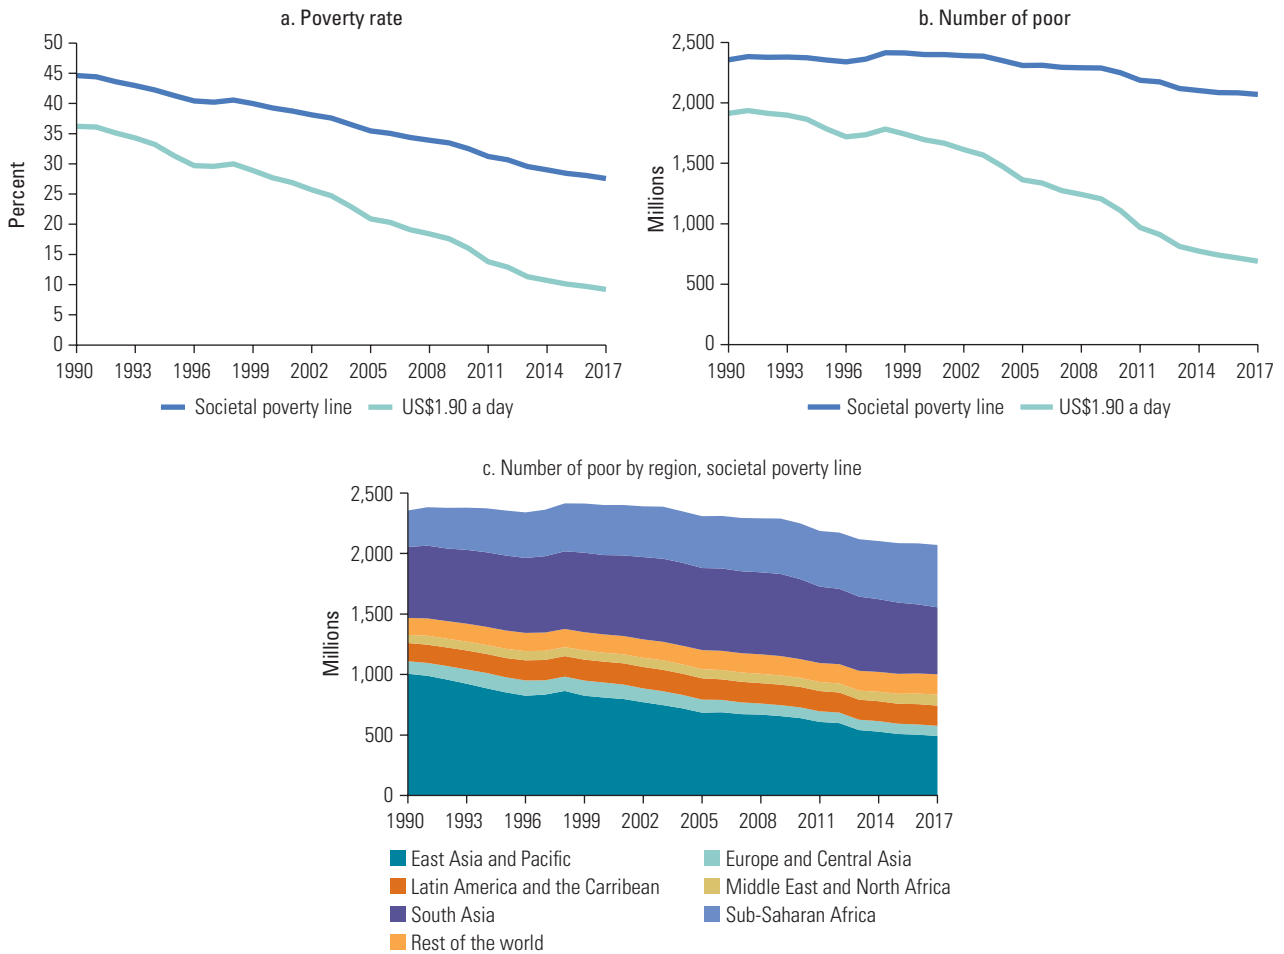 a. Poverty rate
50
45
40
35
30
25
20
15
10
5
0
Percent
1990 1993 1996 1999 2002 2005 2008 2011 2014 2017
Societal poverty line US$1.90 a day
b. Number of poor
2,500
2,000
1,500
1,000
500
0
Millions
1990 1993 1996 1999 2002 2005 2008 2011 2014 2017
Societal poverty line US$1.90 a day
c. Number of poor by region, societal poverty line
2,500
2,000
1,500
1,000
500
0
Millions
1990 1993 1996 1999 2002 2005 2008 2011 2014 2017
East Asia and Pacific Europe and Central Asia
Latin America and the Carribean Middle East and North Africa
South Asia Sub-Saharan Africa
Rest of the world